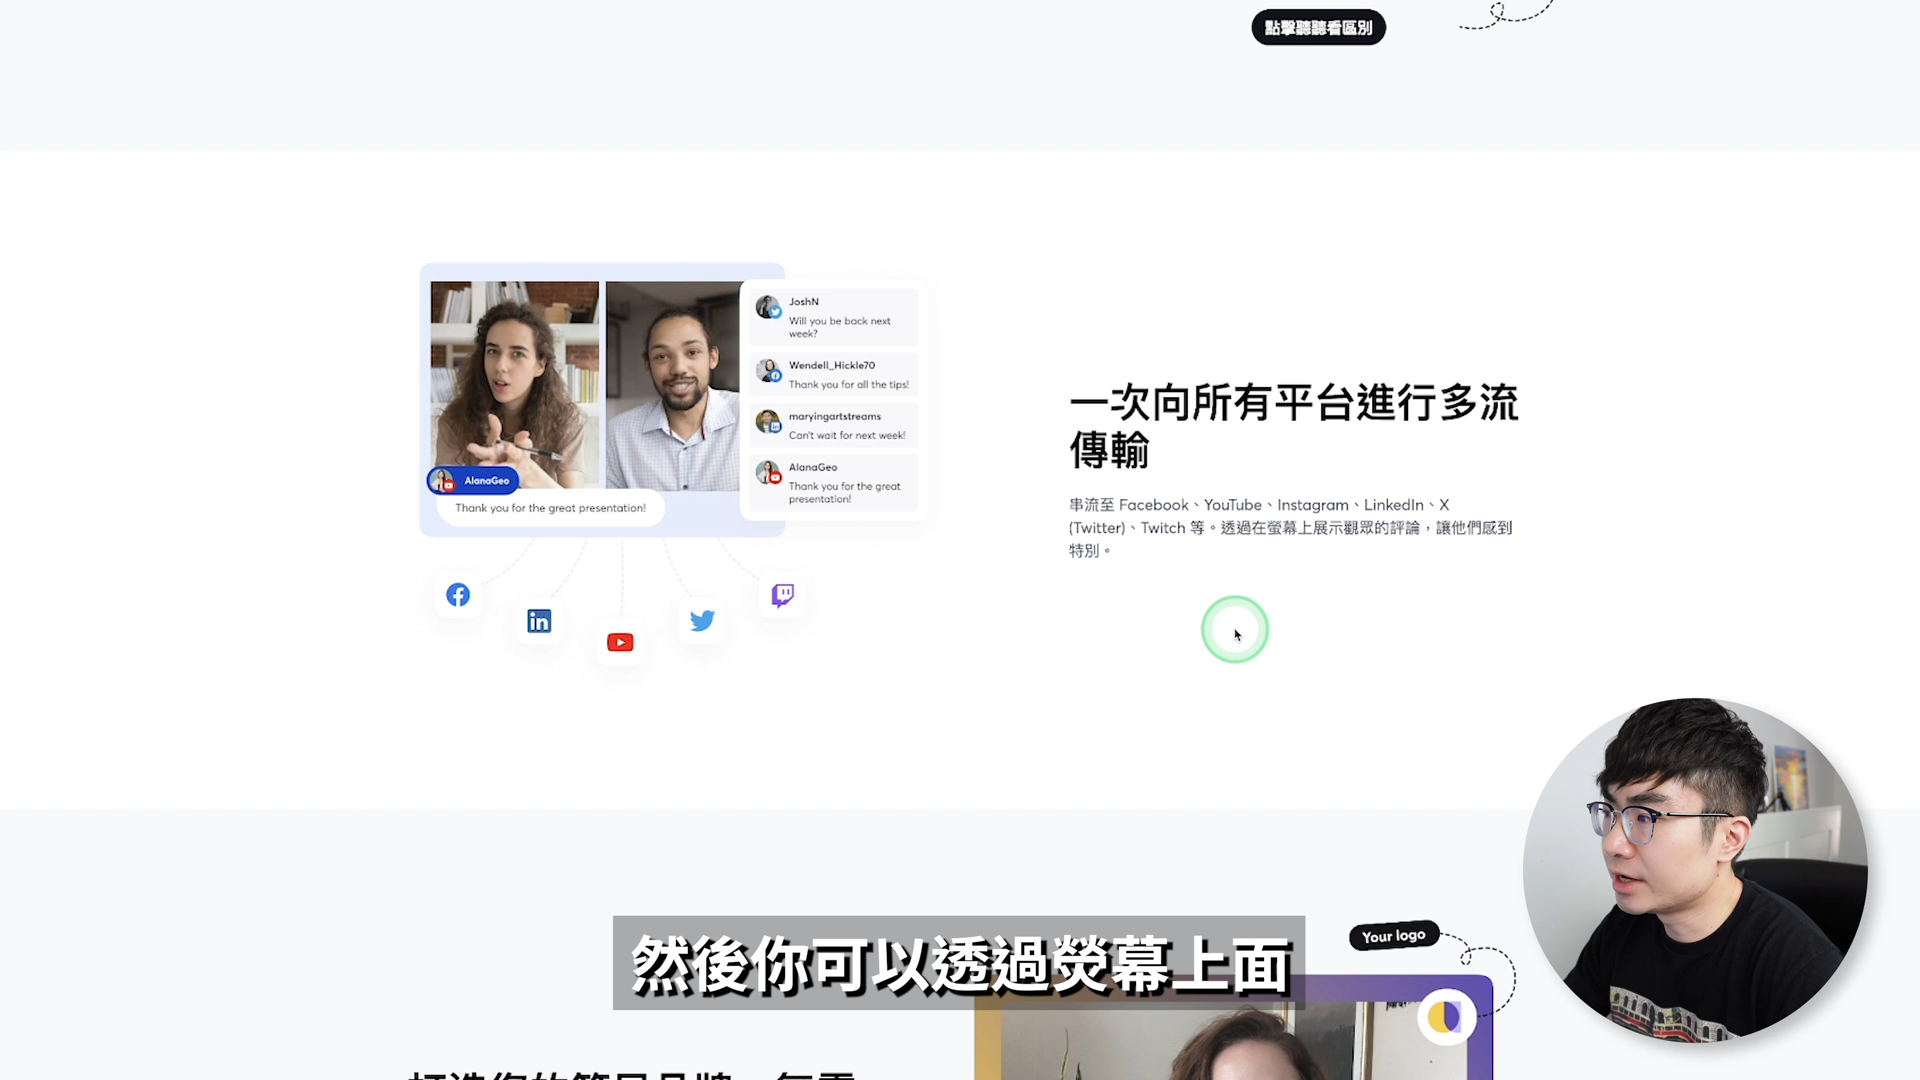 點擊聽聽看區別
JoshN
Will you be back next
week?
Wendell_Hickle70
Thank you for all the tips!
maryingartstreams
Can't wait for next week!
AlanaGeo
Thank you for the great
presentation!
AlanaGeo
Thank you for the great presentation!
一次向所有平台進行多流
傳輸
串流至 Facebook、YouTube、Instagram、LinkedIn、X
(Twitter)、Twitch 等。透過在螢幕上展示觀眾的評論，讓他們感到
特別。
Your logo
然後你可以透過熒幕上面